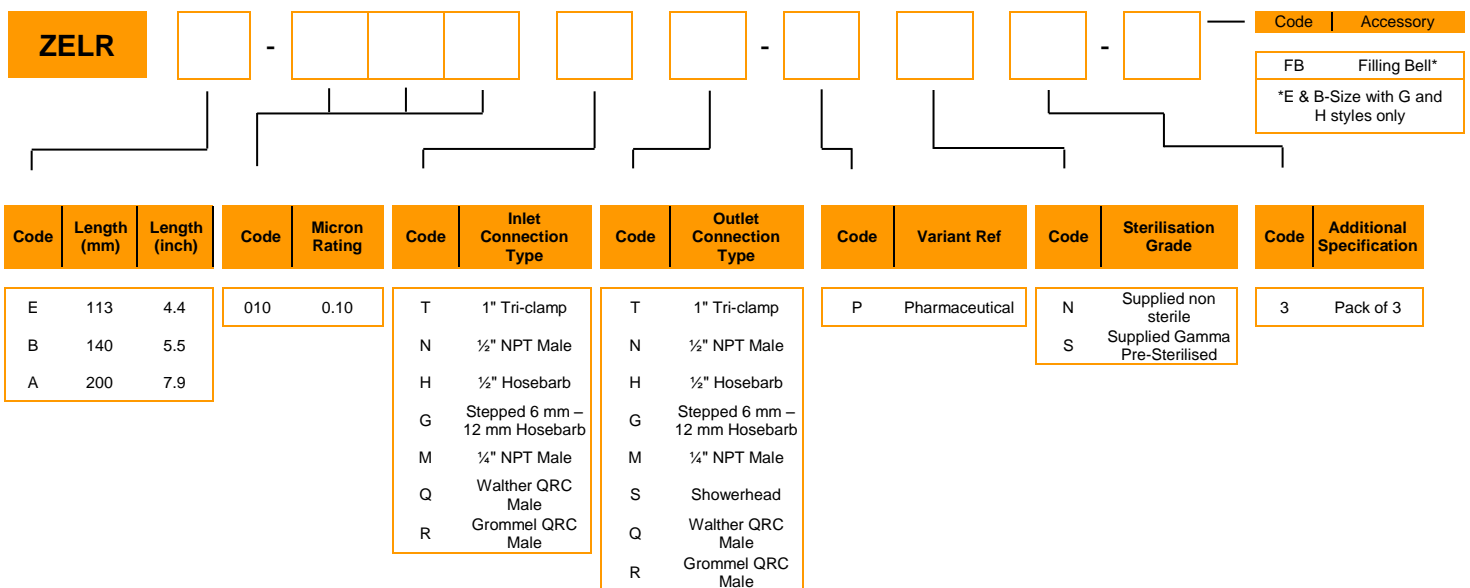 ZELR - - -
Code Accessory
FB Filling Bell*
*E & B-Size with G and
H styles only
Code Length (mm) Length (inch)
E 113 4.4
B 140 5.5
A 200 7.9
Code Micron Rating
010 0.10
Code Inlet Connection Type
T 1" Tri-clamp
N ½" NPT Male
H ½" Hosebarb
G Stepped 6 mm –
12 mm Hosebarb
M ¼" NPT Male
Q Walther QRC
Male
R Grommel QRC
Male
Code Outlet Connection Type
T 1" Tri-clamp
N ½" NPT Male
H ½" Hosebarb
G Stepped 6 mm –
12 mm Hosebarb
M ¼" NPT Male
S Showerhead
Q Walther QRC
Male
R Grommel QRC
Male
Code Variant Ref
P Pharmaceutical
Code Sterilisation Grade
N Supplied non
sterile
S Supplied Gamma
Pre-Sterilised
Code Additional Specification
3 Pack of 3